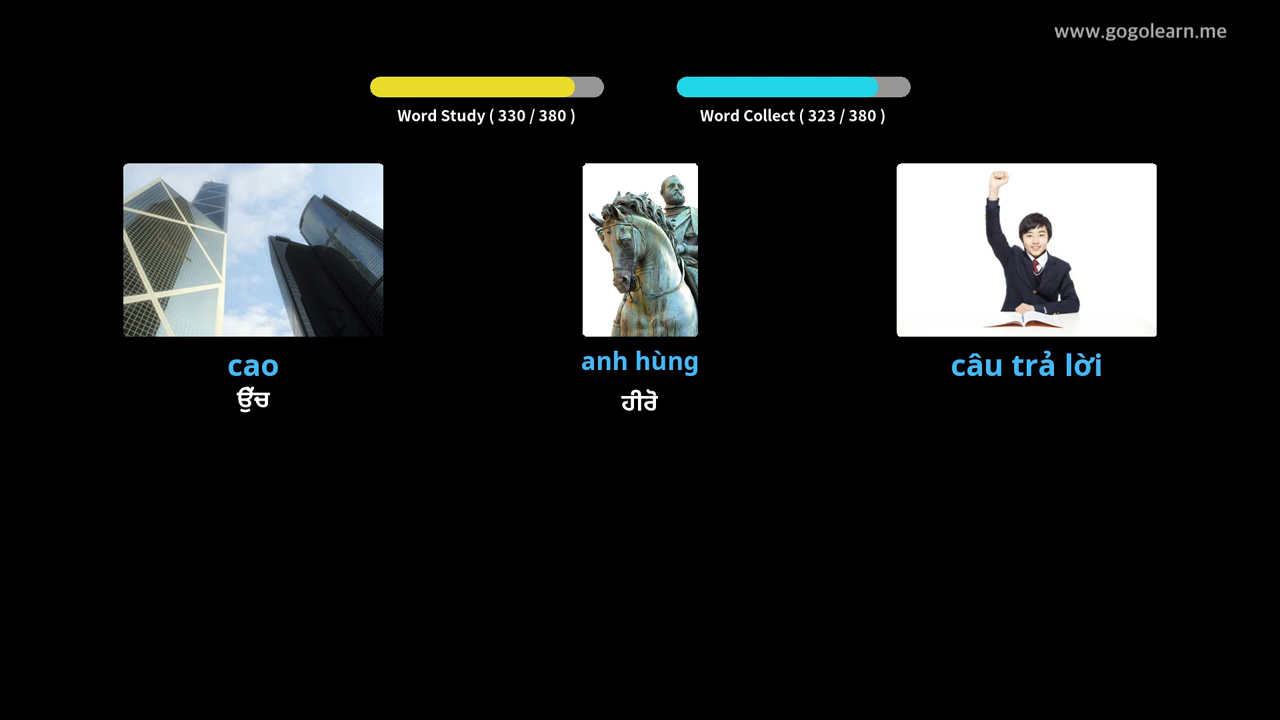 www.gogolearn.me
Word Study ( 330 / 380 )
Word Collect ( 323 / 380 )
cao
ਉੱਚ
anh hùng
ਹੀਰੋ
câu trả lời